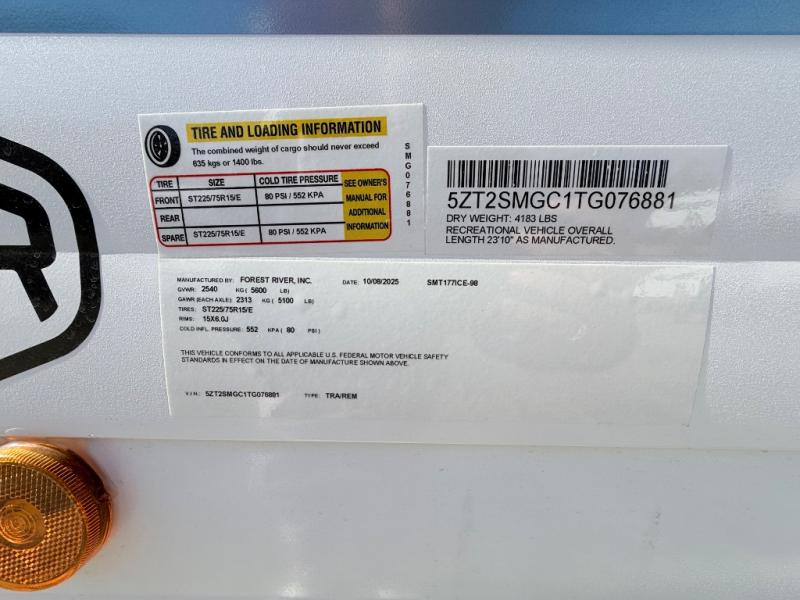 TIRE AND LOADING INFORMATION
The combined weight of cargo should never exceed
635 kgs or 1400 lbs.
TIRE SIZE COLD TIRE PRESSURE SEE OWNER'S MANUAL FOR ADDITIONAL INFORMATION
FRONT ST225/75R15/E 80 PSI / 552 KPA
REAR
SPARE ST225/75R15/E 80 PSI / 552 KPA
SMG076881
5ZT2SMGC1TG076881
DRY WEIGHT: 4183 LBS
RECREATIONAL VEHICLE OVERALL
LENGTH 23'10" AS MANUFACTURED.
MANUFACTURED BY: FOREST RIVER, INC. DATE: 10/08/2025 SMT177ICE-98
GVWR: 2540 KG ( 5600 LB)
GAWR (EACH AXLE): 2313 KG ( 5100 LB)
TIRES: ST225/75R15/E
RIMS: 15X6.0J
COLD INFL. PRESSURE: 552 KPA ( 80 PSI)
THIS VEHICLE CONFORMS TO ALL APPLICABLE U.S. FEDERAL MOTOR VEHICLE SAFETY
STANDARDS IN EFFECT ON THE DATE OF MANUFACTURE SHOWN ABOVE.
V.I.N.: 5ZT2SMGC1TG076881 TYPE: TRA/REM